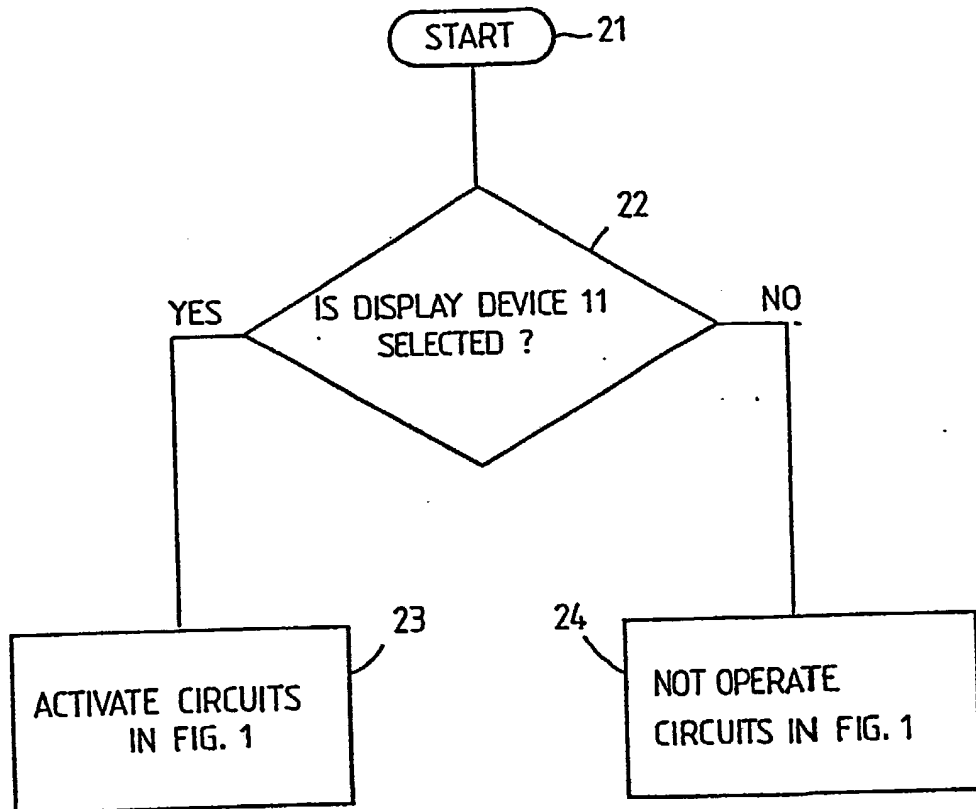 START
21
22
IS DISPLAY DEVICE 11
SELECTED ?
YES
NO
23
ACTIVATE CIRCUITS
IN FIG. 1
24
NOT OPERATE
CIRCUITS IN FIG. 1